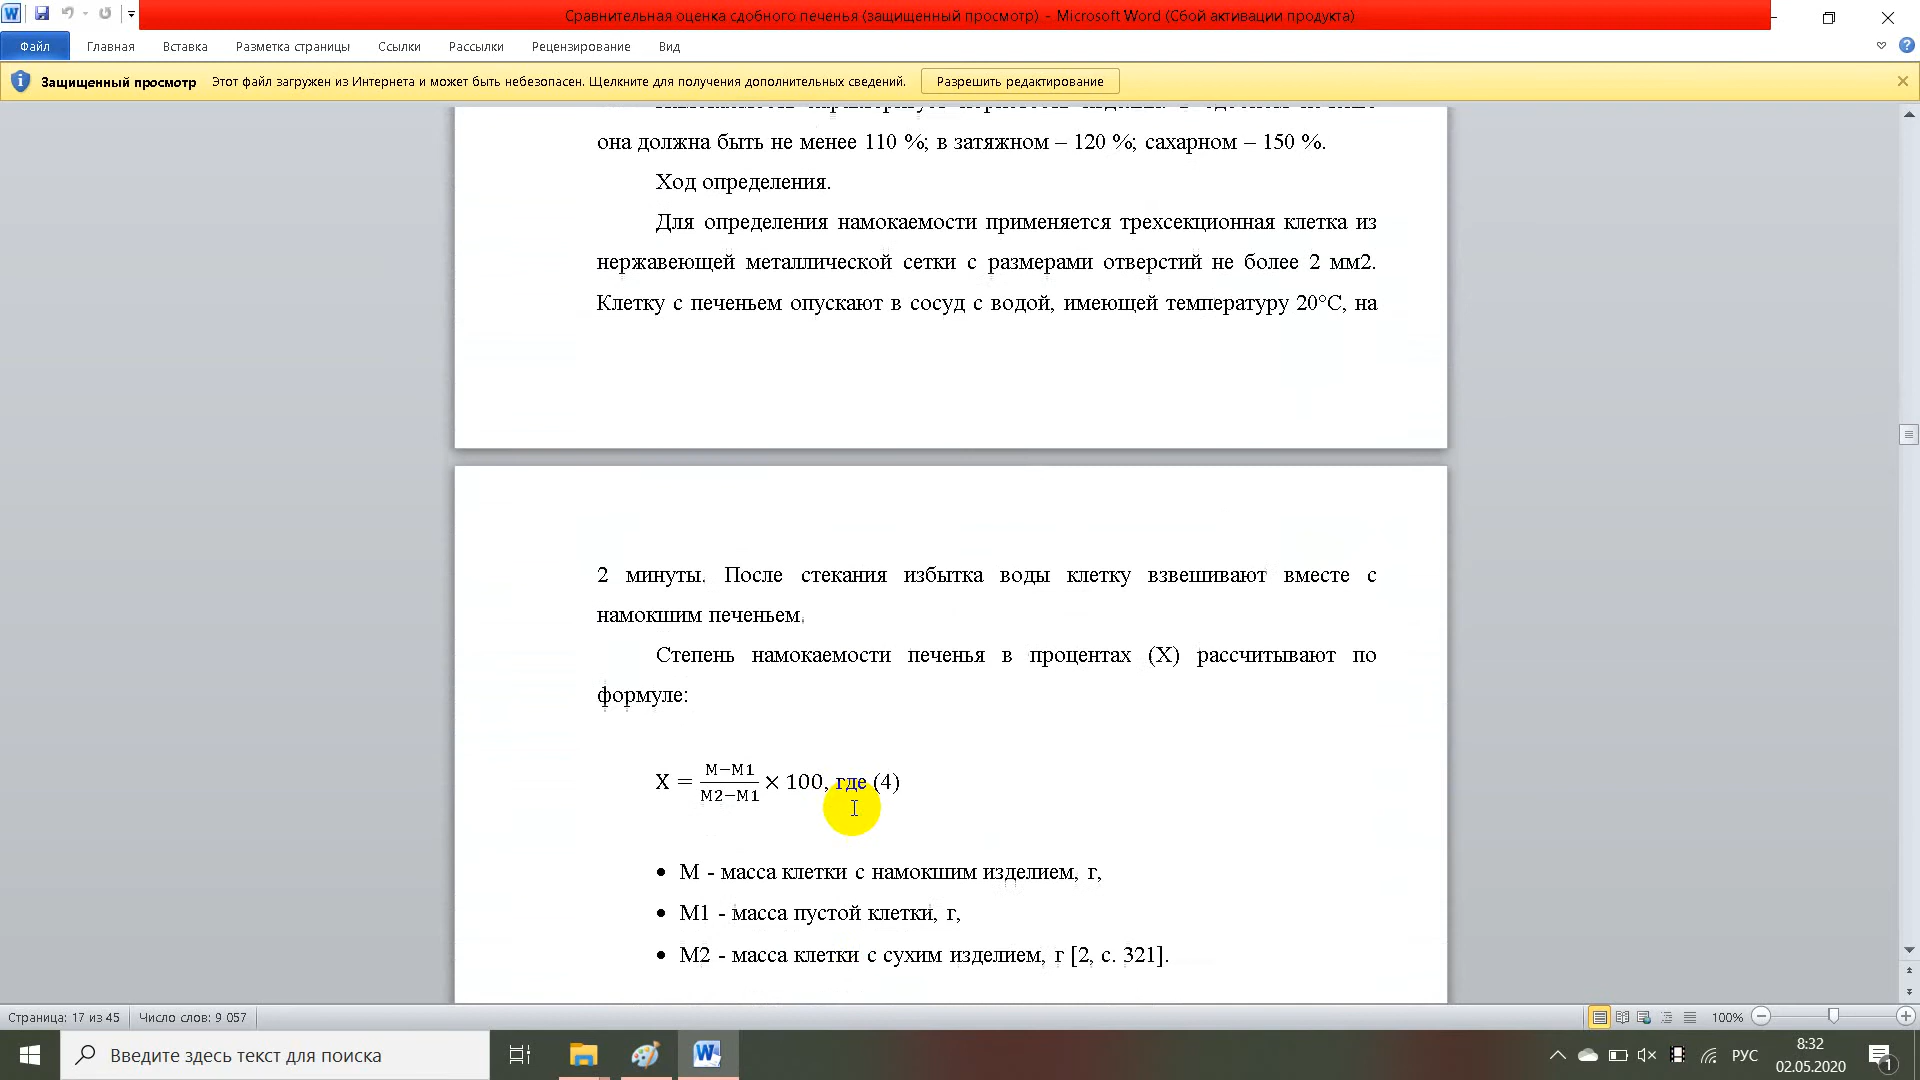 Сравнительная оценка сдобного печенья (защищенный просмотр) - Microsoft Word (Сбой активации продукта)
Файл Главная Вставка Разметка страницы Ссылки Рассылки Рецензирование Вид
Защищенный просмотр Этот файл загружен из Интернета и может быть небезопасен. Щелкните для получения дополнительных сведений. Разрешить редактирование
она должна быть не менее 110 %; в затяжном – 120 %; сахарном – 150 %.
Ход определения.
Для определения намокаемости применяется трехсекционная клетка из
нержавеющей металлической сетки с размерами отверстий не более 2 мм2.
Клетку с печеньем опускают в сосуд с водой, имеющей температуру 20°С, на
2 минуты. После стекания избытка воды клетку взвешивают вместе с
намокшим печеньем.
Степень намокаемости печенья в процентах (Х) рассчитывают по
формуле:
X = М−М1 / М2−М1 × 100, где (4)
• М - масса клетки с намокшим изделием, г,
• М1 - масса пустой клетки, г,
• М2 - масса клетки с сухим изделием, г [2, с. 321].
Страница: 17 из 45 Число слов: 9 057 100%
Введите здесь текст для поиска РУС 8:32
02.05.2020 1